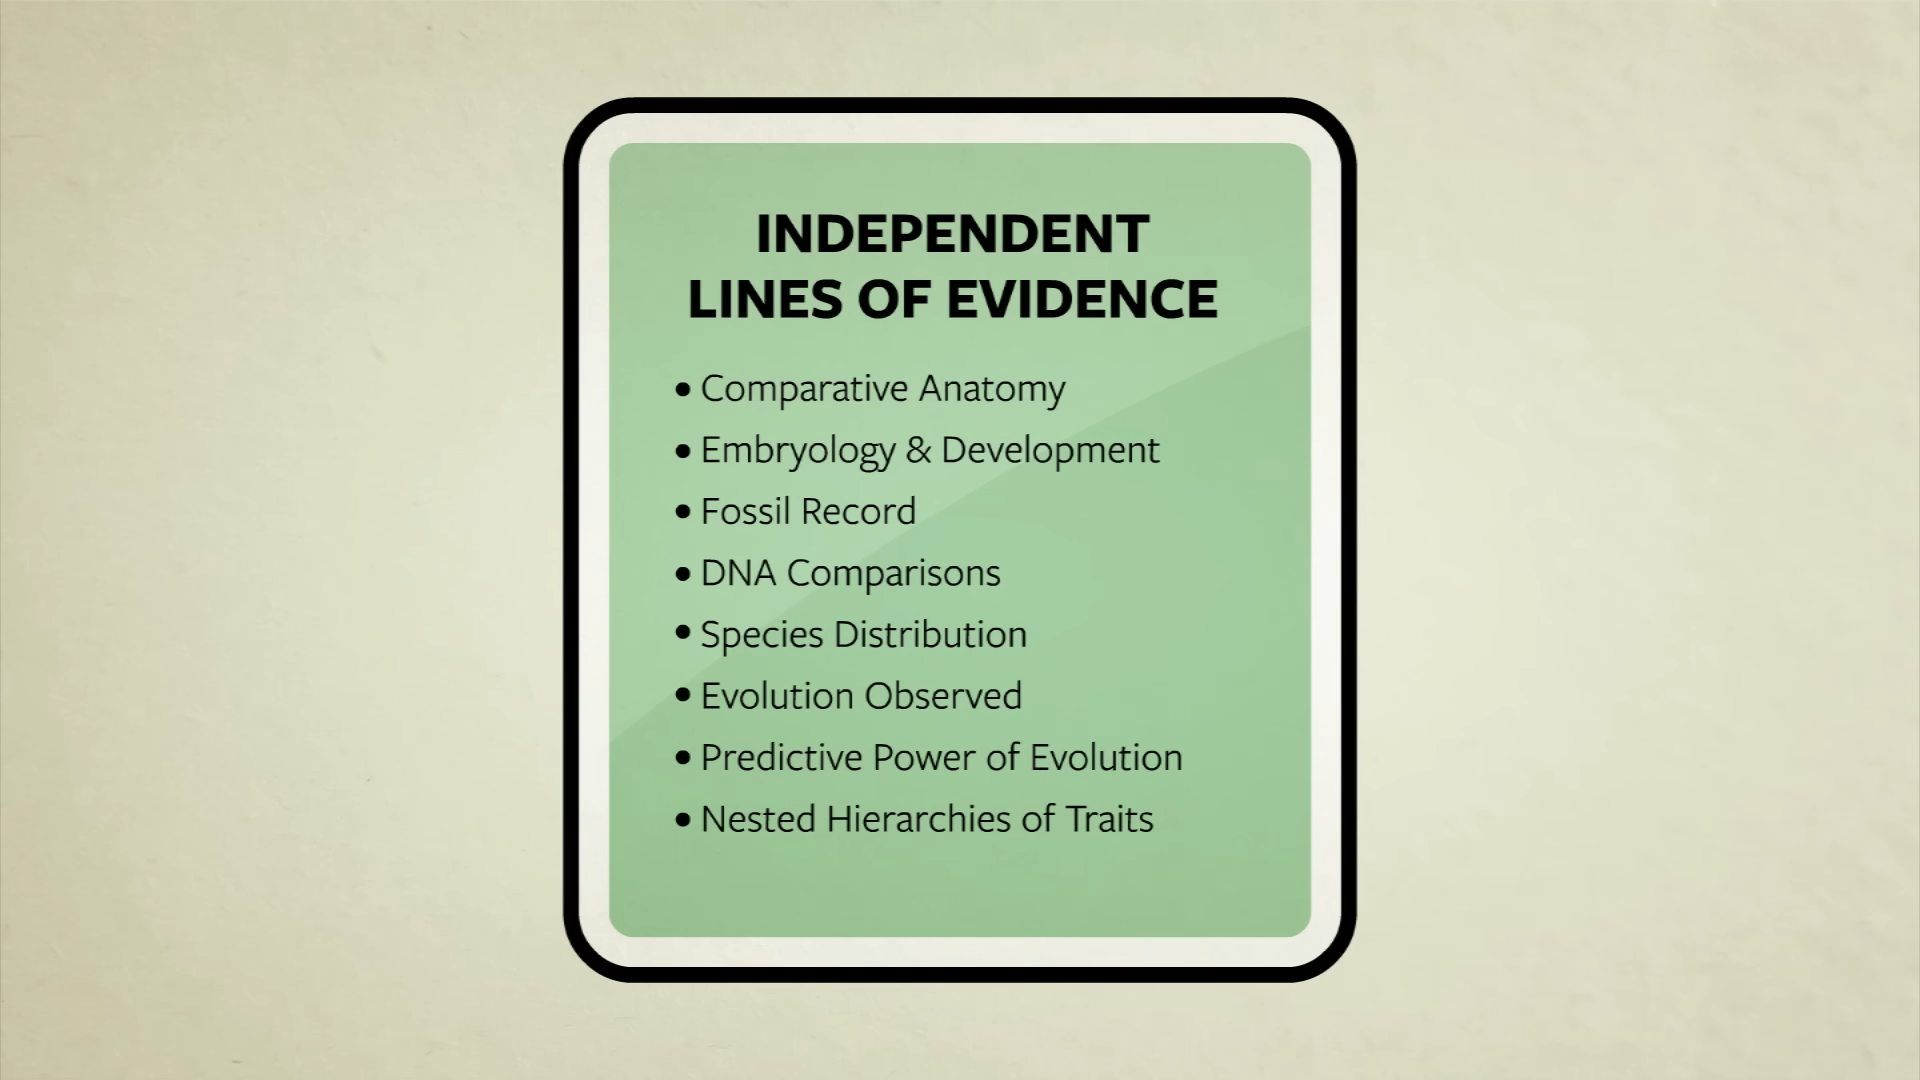 INDEPENDENT
LINES OF EVIDENCE
• Comparative Anatomy
• Embryology & Development
• Fossil Record
• DNA Comparisons
• Species Distribution
• Evolution Observed
• Predictive Power of Evolution
• Nested Hierarchies of Traits